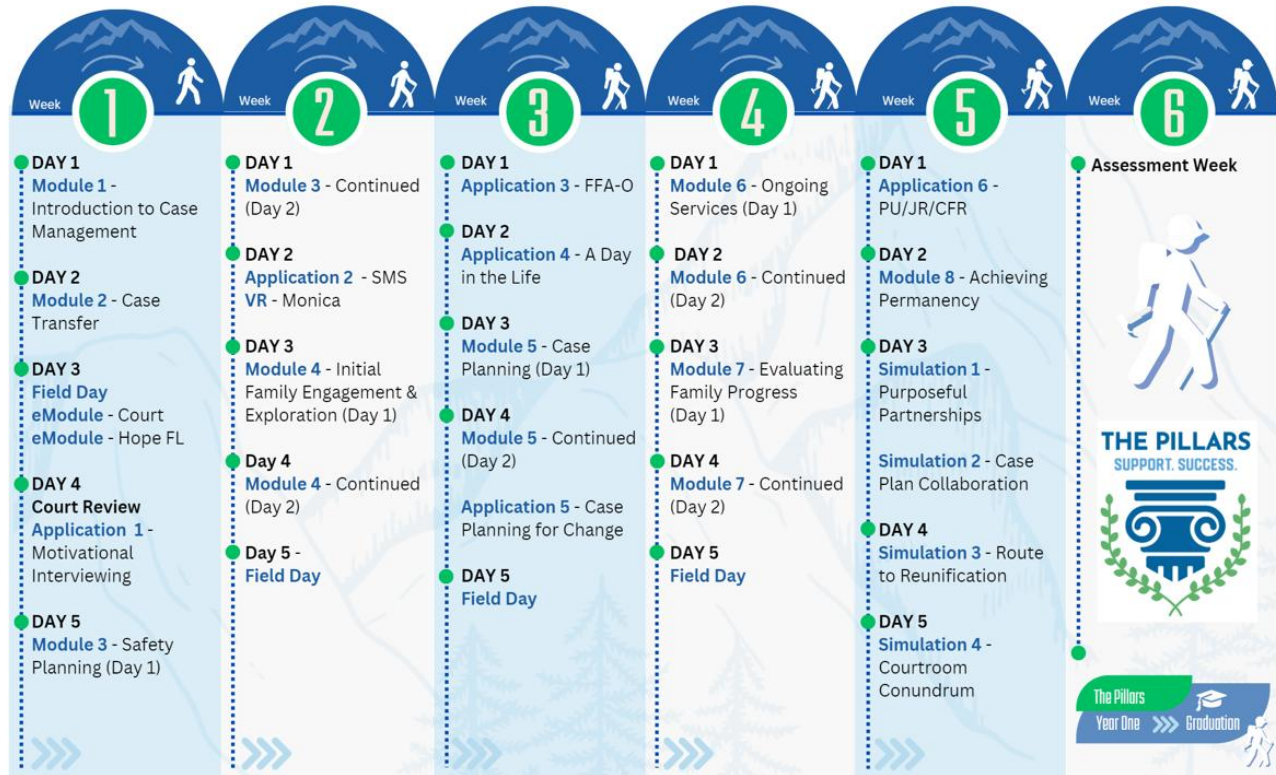 Week 1
DAY 1
Module 1 -
Introduction to Case
Management
DAY 2
Module 2 - Case
Transfer
DAY 3
Field Day
eModule - Court
eModule - Hope FL
DAY 4
Court Review
Application 1 -
Motivational
Interviewing
DAY 5
Module 3 - Safety
Planning (Day 1)
Week 2
DAY 1
Module 3 - Continued
(Day 2)
DAY 2
Application 2 - SMS
VR - Monica
DAY 3
Module 4 - Initial
Family Engagement &
Exploration (Day 1)
Day 4
Module 4 - Continued
(Day 2)
Day 5 -
Field Day
Week 3
DAY 1
Application 3 - FFA-O
DAY 2
Application 4 - A Day
in the Life
DAY 3
Module 5 - Case
Planning (Day 1)
DAY 4
Module 5 - Continued
(Day 2)
Application 5 - Case
Planning for Change
DAY 5
Field Day
Week 4
DAY 1
Module 6 - Ongoing
Services (Day 1)
DAY 2
Module 6 - Continued
(Day 2)
DAY 3
Module 7 - Evaluating
Family Progress
(Day 1)
DAY 4
Module 7 - Continued
(Day 2)
DAY 5
Field Day
Week 5
DAY 1
Application 6 -
PU/JR/CFR
DAY 2
Module 8 - Achieving
Permanency
DAY 3
Simulation 1 -
Purposeful
Partnerships
Simulation 2 - Case
Plan Collaboration
DAY 4
Simulation 3 - Route
to Reunification
DAY 5
Simulation 4 -
Courtroom
Conundrum
Week 6
Assessment Week
THE PILLARS
SUPPORT. SUCCESS.
The Pillars
Year One Graduation